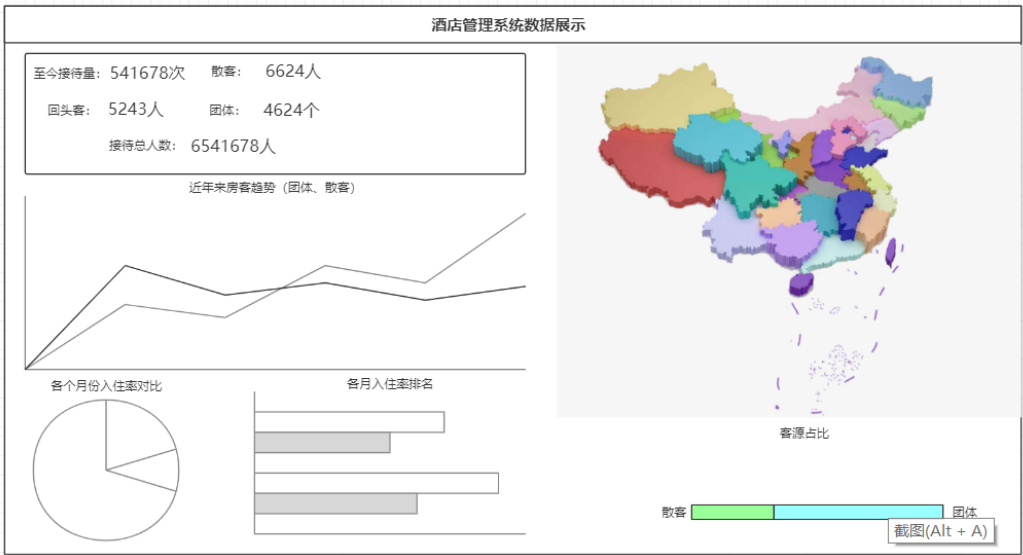 酒店管理系统数据展示
至今接待量： 541678次 散客： 6624人
回头客： 5243人 团体： 4624个
接待总人数： 6541678人
近年来房客趋势（团体、散客）
各个月份入住率对比
各月入住率排名
客源占比
散客 团体
截图(Alt + A)